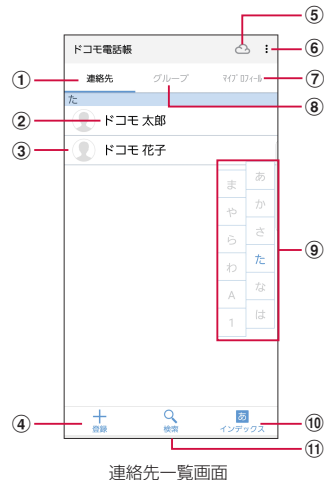 ⑤
ドコモ電話帳
⑥
① 連絡先 グループ マイプロフィール ⑦
⑧
た
② ドコモ 太郎
③ ドコモ 花子
ま あ
や か
ら さ
⑨
わ た
A な
1 は
④ 登録 検索 あ インデックス ⑩
⑪
連絡先一覧画面